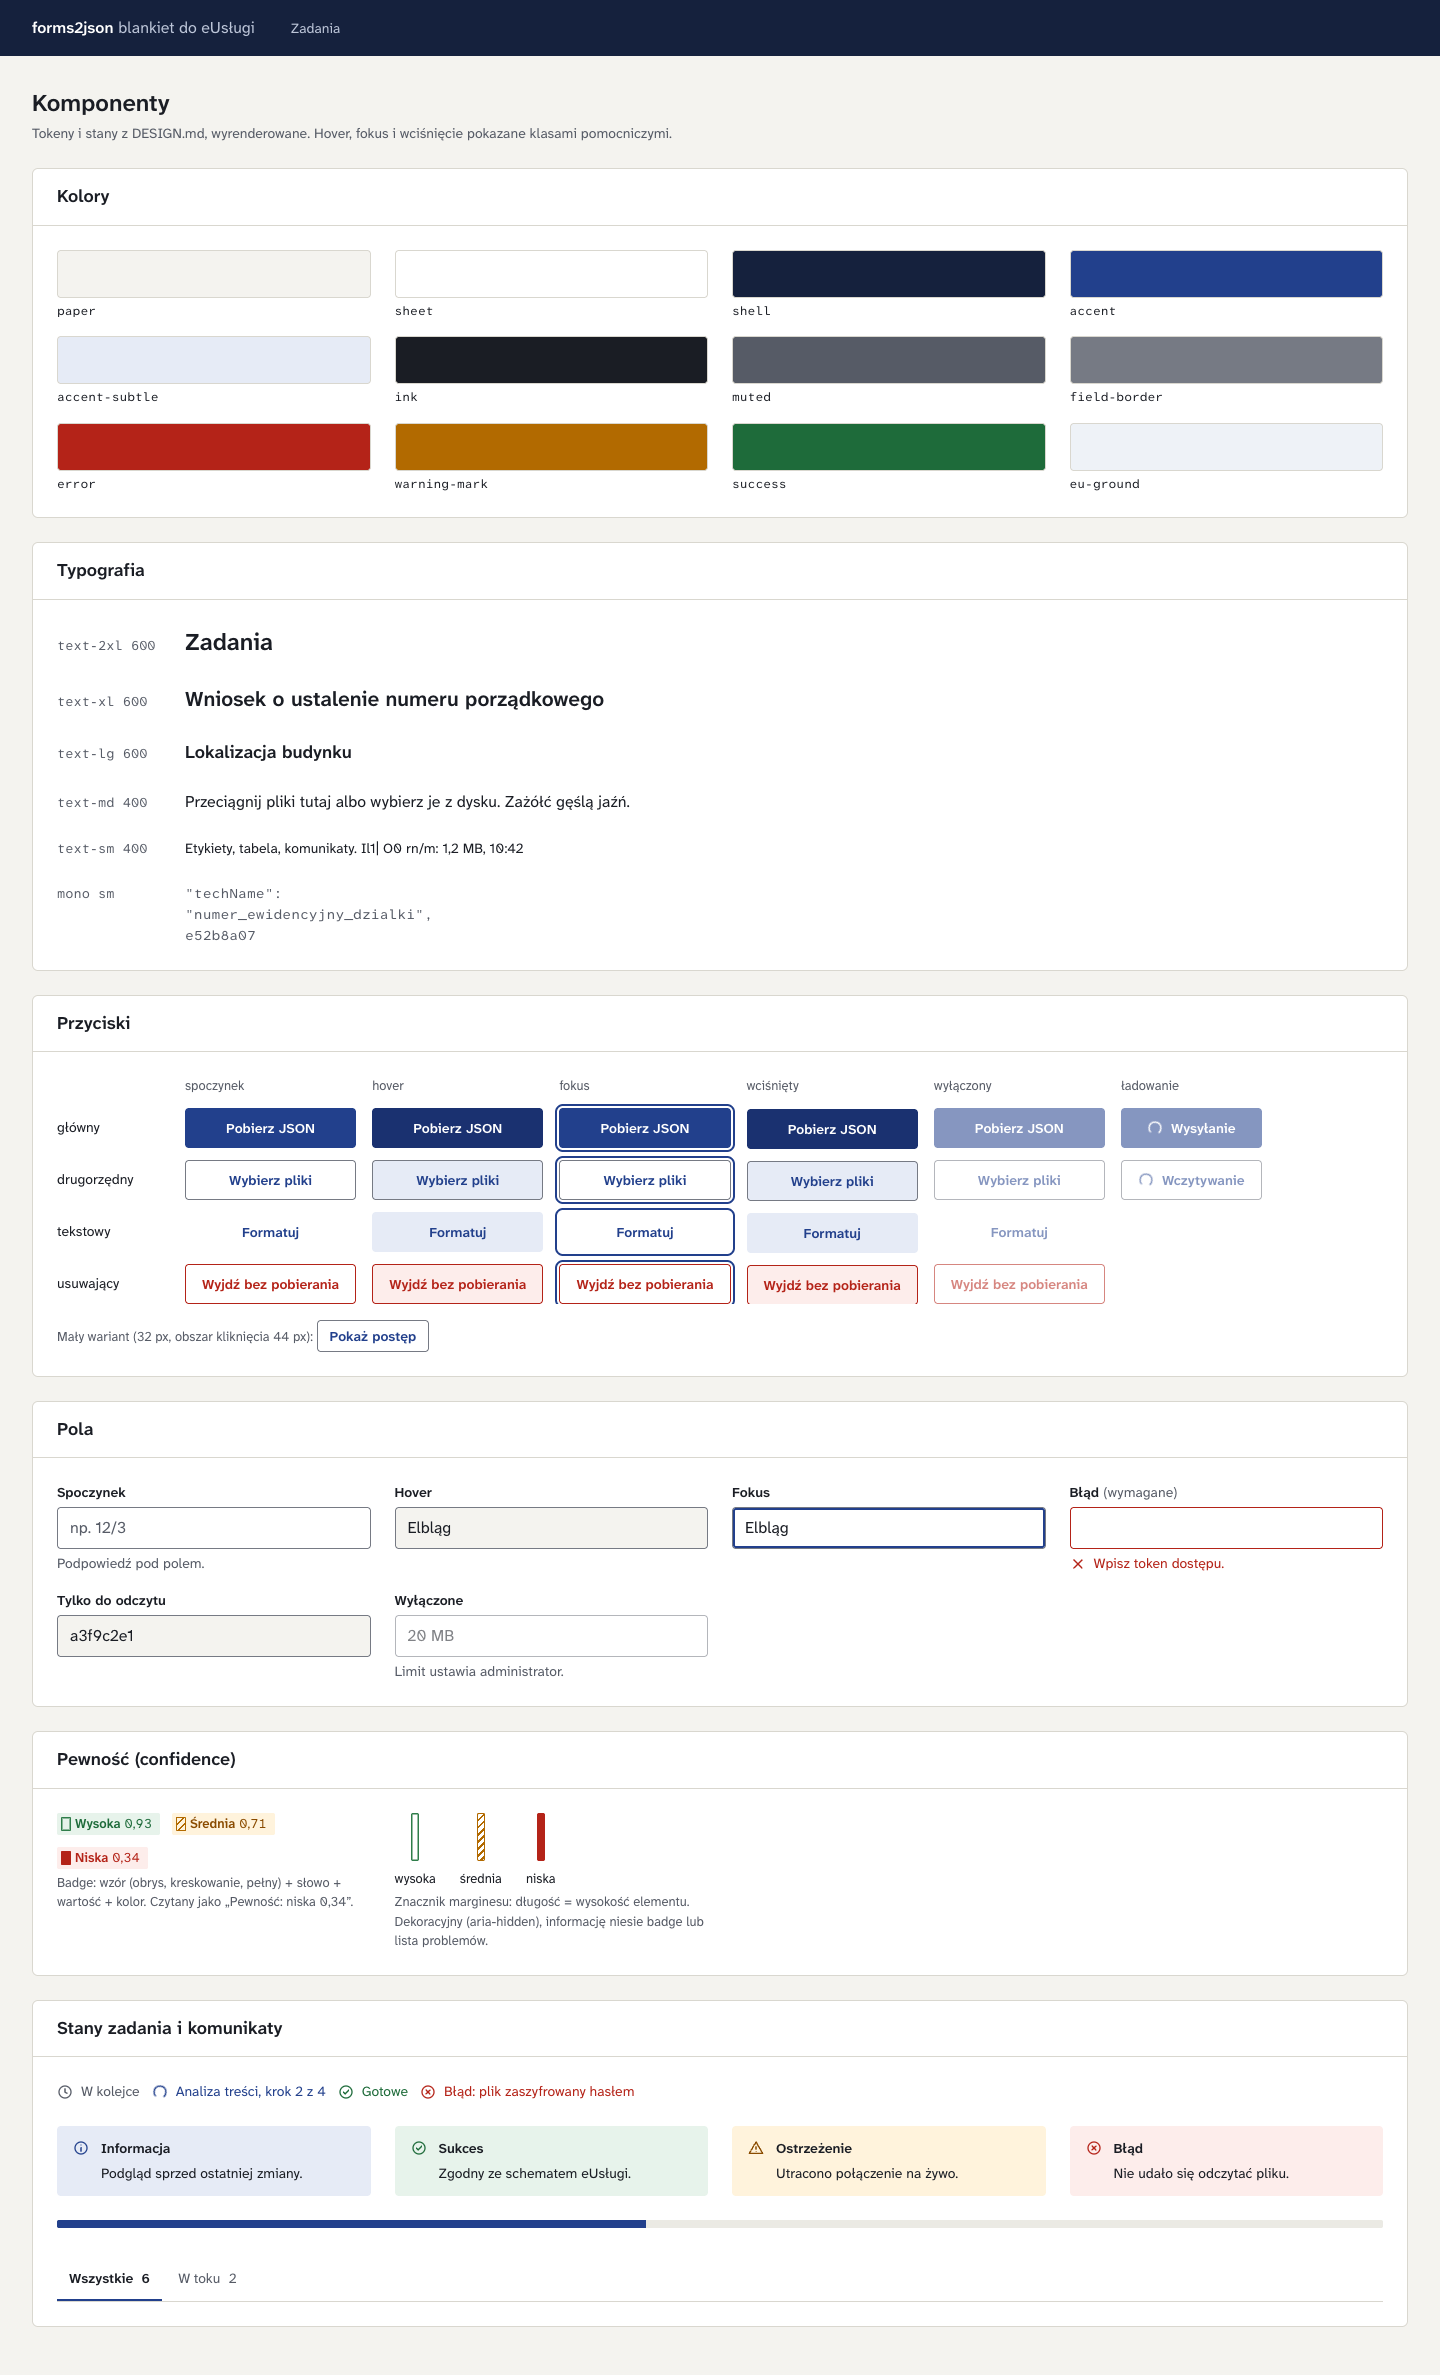 forms2json blankiet do eUsługi Zadania
Komponenty
Tokeny i stany z DESIGN.md, wyrenderowane. Hover, fokus i wciśnięcie pokazane klasami pomocniczymi.
Kolory
paper sheet shell accent
accent-subtle ink muted field-border
error warning-mark success eu-ground
Typografia
text-2xl 600 Zadania
text-xl 600 Wniosek o ustalenie numeru porządkowego
text-lg 600 Lokalizacja budynku
text-md 400 Przeciągnij pliki tutaj albo wybierz je z dysku. Zażółć gęślą jaźń.
text-sm 400 Etykiety, tabela, komunikaty. Il1| O0 rn/m: 1,2 MB, 10:42
mono sm "techName":
"numer_ewidencyjny_dzialki",
e52b8a07
Przyciski
spoczynek hover fokus wciśnięty wyłączony ładowanie
główny Pobierz JSON Pobierz JSON Pobierz JSON Pobierz JSON Pobierz JSON Wysyłanie
drugorzędny Wybierz pliki Wybierz pliki Wybierz pliki Wybierz pliki Wybierz pliki Wczytywanie
tekstowy Formatuj Formatuj Formatuj Formatuj Formatuj
usuwający Wyjdź bez pobierania Wyjdź bez pobierania Wyjdź bez pobierania Wyjdź bez pobierania Wyjdź bez pobierania
Mały wariant (32 px, obszar kliknięcia 44 px): Pokaż postęp
Pola
Spoczynek Hover Fokus Błąd (wymagane)
np. 12/3 Elbląg Elbląg
Podpowiedź pod polem. Wpisz token dostępu.
Tylko do odczytu Wyłączone
a3f9c2e1 20 MB
Limit ustawia administrator.
Pewność (confidence)
Wysoka 0,93 Średnia 0,71
Niska 0,34
Badge: wzór (obrys, kreskowanie, pełny) + słowo +
wartość + kolor. Czytany jako „Pewność: niska 0,34”.
wysoka średnia niska
Znacznik marginesu: długość = wysokość elementu.
Dekoracyjny (aria-hidden), informację niesie badge lub
lista problemów.
Stany zadania i komunikaty
W kolejce Analiza treści, krok 2 z 4 Gotowe Błąd: plik zaszyfrowany hasłem
Informacja Sukces Ostrzeżenie Błąd
Podgląd sprzed ostatniej zmiany. Zgodny ze schematem eUsługi. Utracono połączenie na żywo. Nie udało się odczytać pliku.
Wszystkie 6 W toku 2